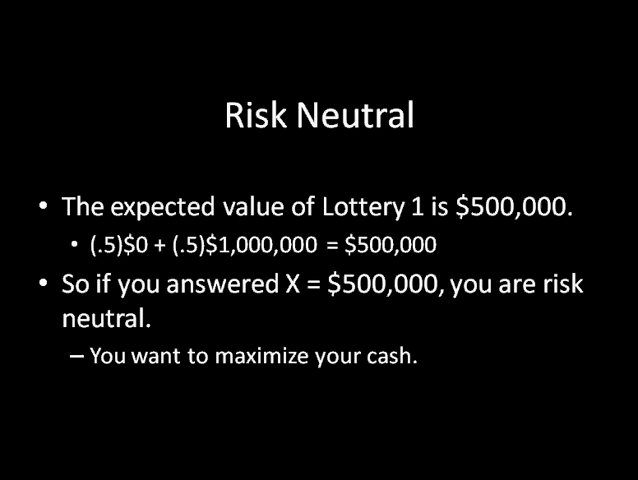 Risk Neutral
• The expected value of Lottery 1 is $500,000.
• (.5)$0 + (.5)$1,000,000 = $500,000
• So if you answered X = $500,000, you are risk
neutral.
– You want to maximize your cash.